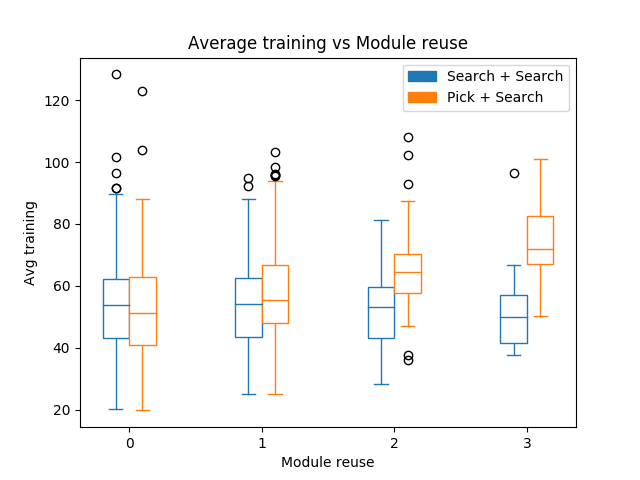 Average training vs Module reuse
Search + Search
Pick + Search
120
100
80
60
40
20
Avg training
0 1 2 3
Module reuse